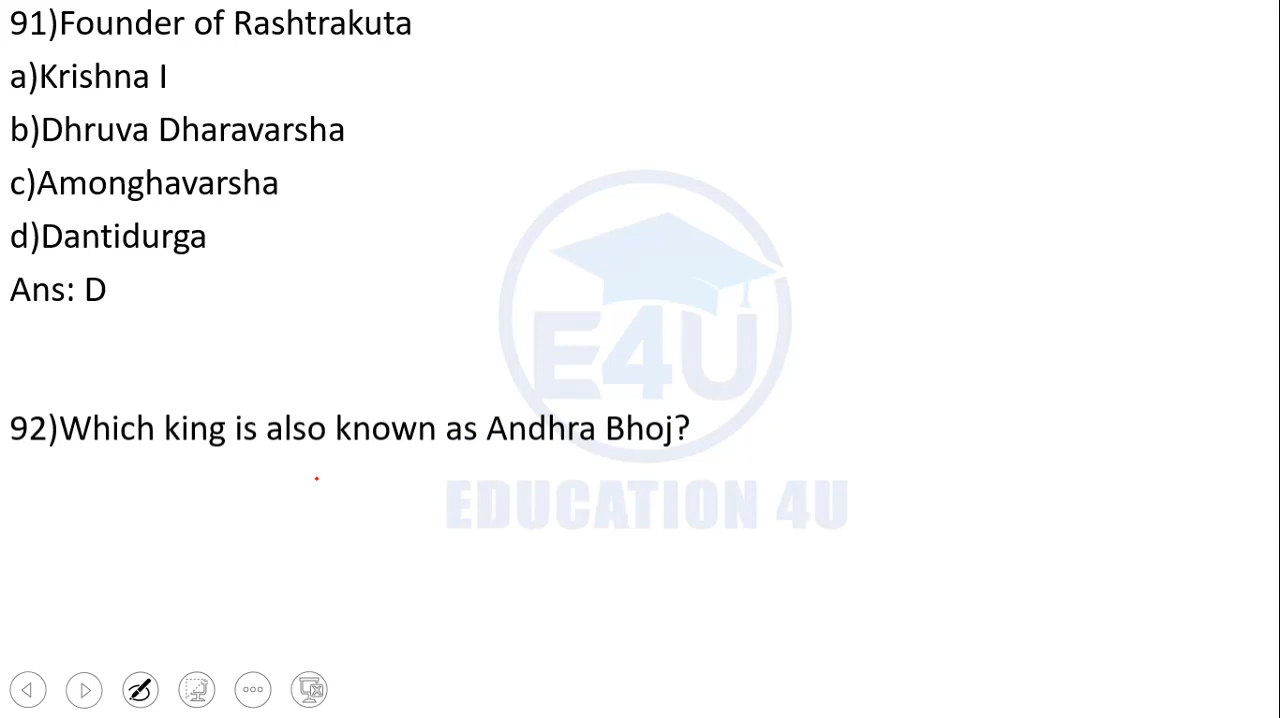 91)Founder of Rashtrakuta
a)Krishna I
b)Dhruva Dharavarsha
c)Amonghavarsha
d)Dantidurga
Ans: D
92)Which king is also known as Andhra Bhoj?
E4U
EDUCATION 4U